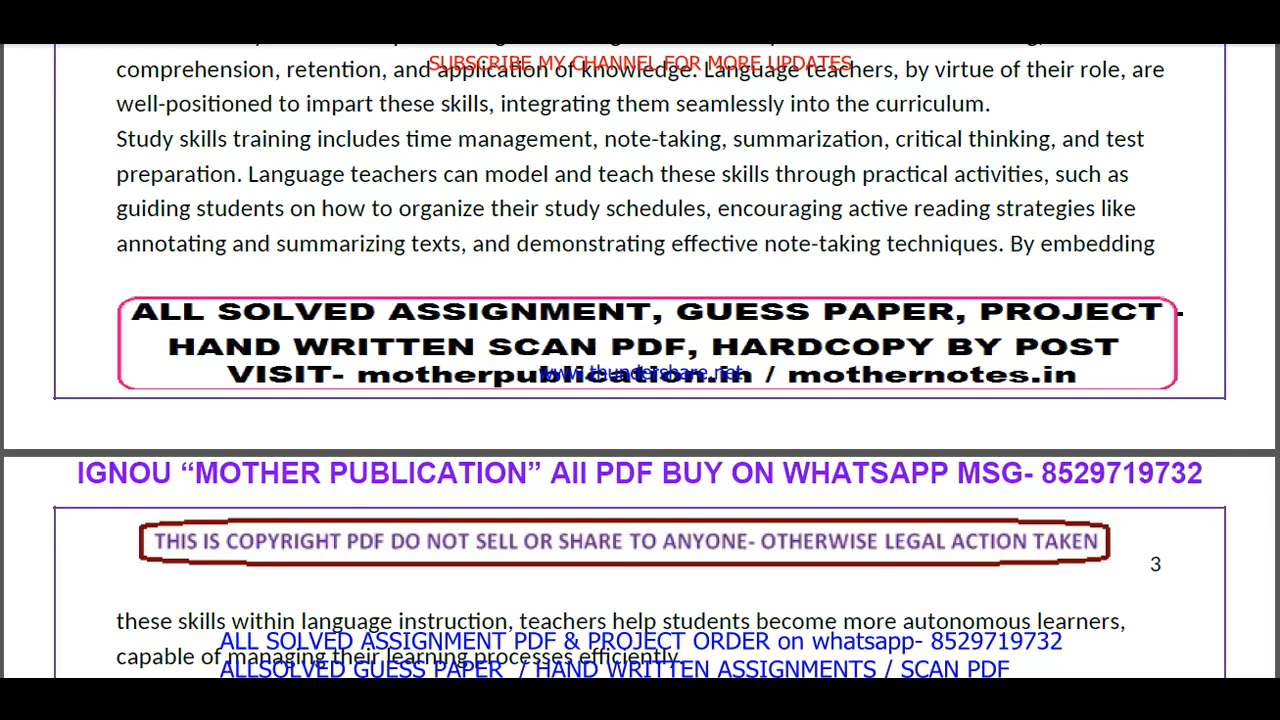 SUBSCRIBE MY CHANNEL FOR MORE UPDATES
comprehension, retention, and application of knowledge. Language teachers, by virtue of their role, are
well-positioned to impart these skills, integrating them seamlessly into the curriculum.
Study skills training includes time management, note-taking, summarization, critical thinking, and test
preparation. Language teachers can model and teach these skills through practical activities, such as
guiding students on how to organize their study schedules, encouraging active reading strategies like
annotating and summarizing texts, and demonstrating effective note-taking techniques. By embedding
ALL SOLVED ASSIGNMENT, GUESS PAPER, PROJECT -
HAND WRITTEN SCAN PDF, HARDCOPY BY POST
VISIT- motherpublication.in / mothernotes.in
www.thundershare.net
IGNOU “MOTHER PUBLICATION” All PDF BUY ON WHATSAPP MSG- 8529719732
THIS IS COPYRIGHT PDF DO NOT SELL OR SHARE TO ANYONE- OTHERWISE LEGAL ACTION TAKEN
3
these skills within language instruction, teachers help students become more autonomous learners,
ALL SOLVED ASSIGNMENT PDF & PROJECT ORDER on whatsapp- 8529719732
capable of managing their learning processes efficiently.
ALLSOLVED GUESS PAPER / HAND WRITTEN ASSIGNMENTS / SCAN PDF